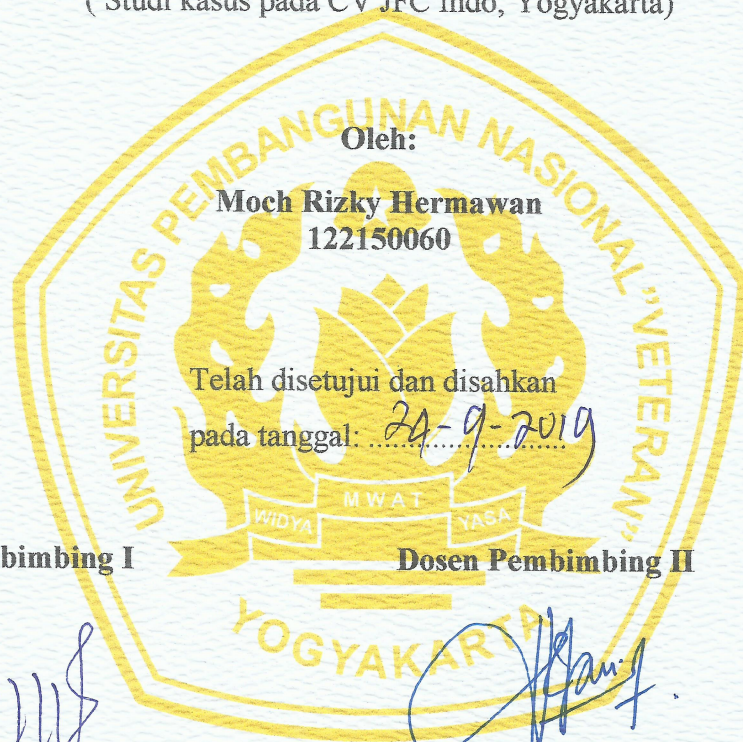 ( Studi kasus pada CV JFC Indo, Yogyakarta)
UNIVERSITAS PEMBANGUNAN NASIONAL "VETERAN"
Oleh:
Moch Rizky Hermawan
122150060
Telah disetujui dan disahkan
pada tanggal: 24-9-2019
WIDYA MWAT YASA
bimbing I Dosen Pembimbing II
YOGYAKARTA